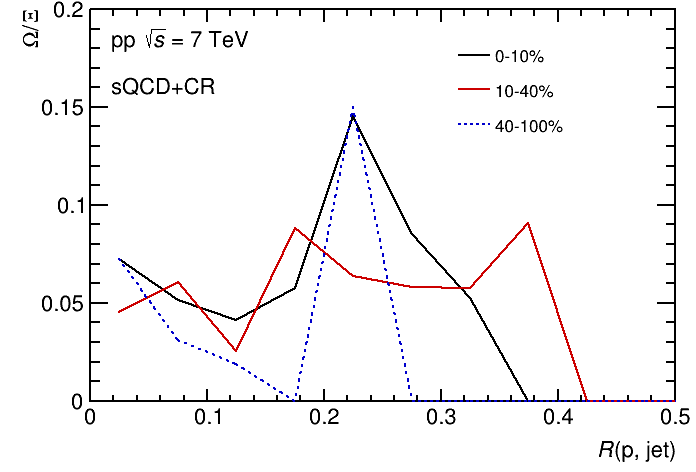 Ω/Ξ
0.2
0.15
0.1
0.05
0
pp √s = 7 TeV
sQCD+CR
0-10%
10-40%
40-100%
0 0.1 0.2 0.3 0.4 0.5
R(p, jet)